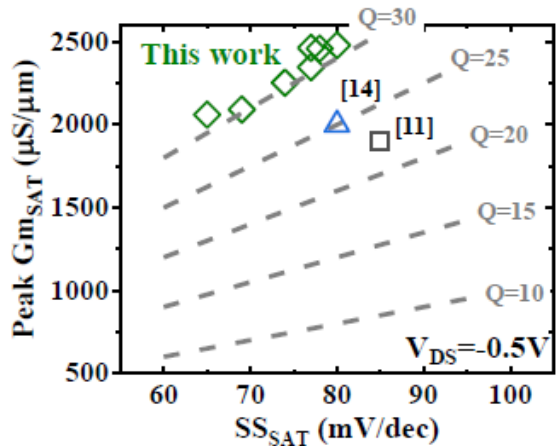 2500
2000
1500
1000
500
60
70
80
90
100
Peak Gm_SAT (μS/μm)
SS_SAT (mV/dec)
This work
Q=30
Q=25
[14]
[11]
Q=20
Q=15
Q=10
V_DS=-0.5V